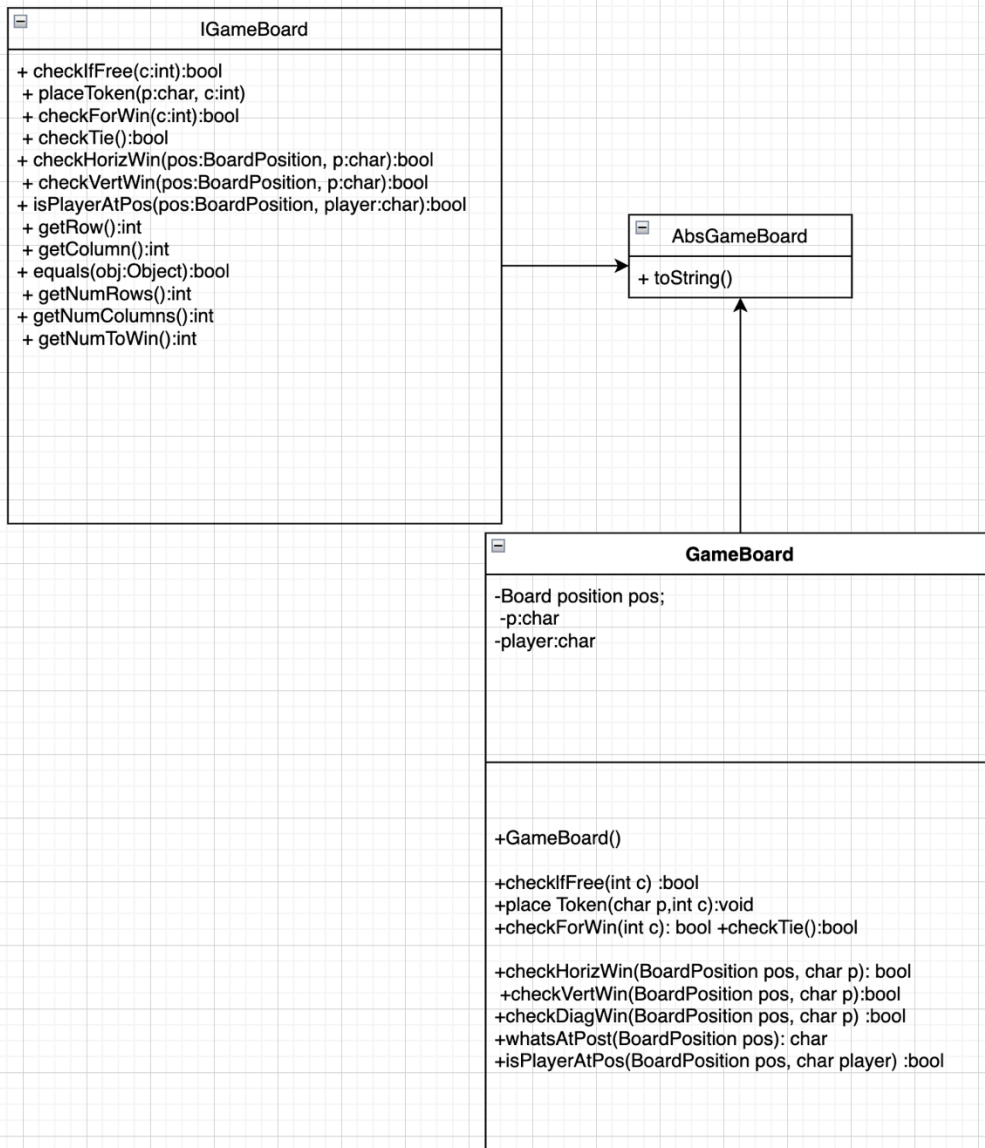 IGameBoard
+ checkIfFree(c:int):bool
+ placeToken(p:char, c:int)
+ checkForWin(c:int):bool
+ checkTie():bool
+ checkHorizWin(pos:BoardPosition, p:char):bool
+ checkVertWin(pos:BoardPosition, p:char):bool
+ isPlayerAtPos(pos:BoardPosition, player:char):bool
+ getRow():int
+ getColumn():int
+ equals(obj:Object):bool
+ getNumRows():int
+ getNumColumns():int
+ getNumToWin():int
AbsGameBoard
+ toString()
GameBoard
-Board position pos;
-p:char
-player:char
+GameBoard()
+checkIfFree(int c) :bool
+place Token(char p,int c):void
+checkForWin(int c): bool +checkTie():bool
+checkHorizWin(BoardPosition pos, char p): bool
+checkVertWin(BoardPosition pos, char p):bool
+checkDiagWin(BoardPosition pos, char p) :bool
+whatsAtPost(BoardPosition pos): char
+isPlayerAtPos(BoardPosition pos, char player) :bool